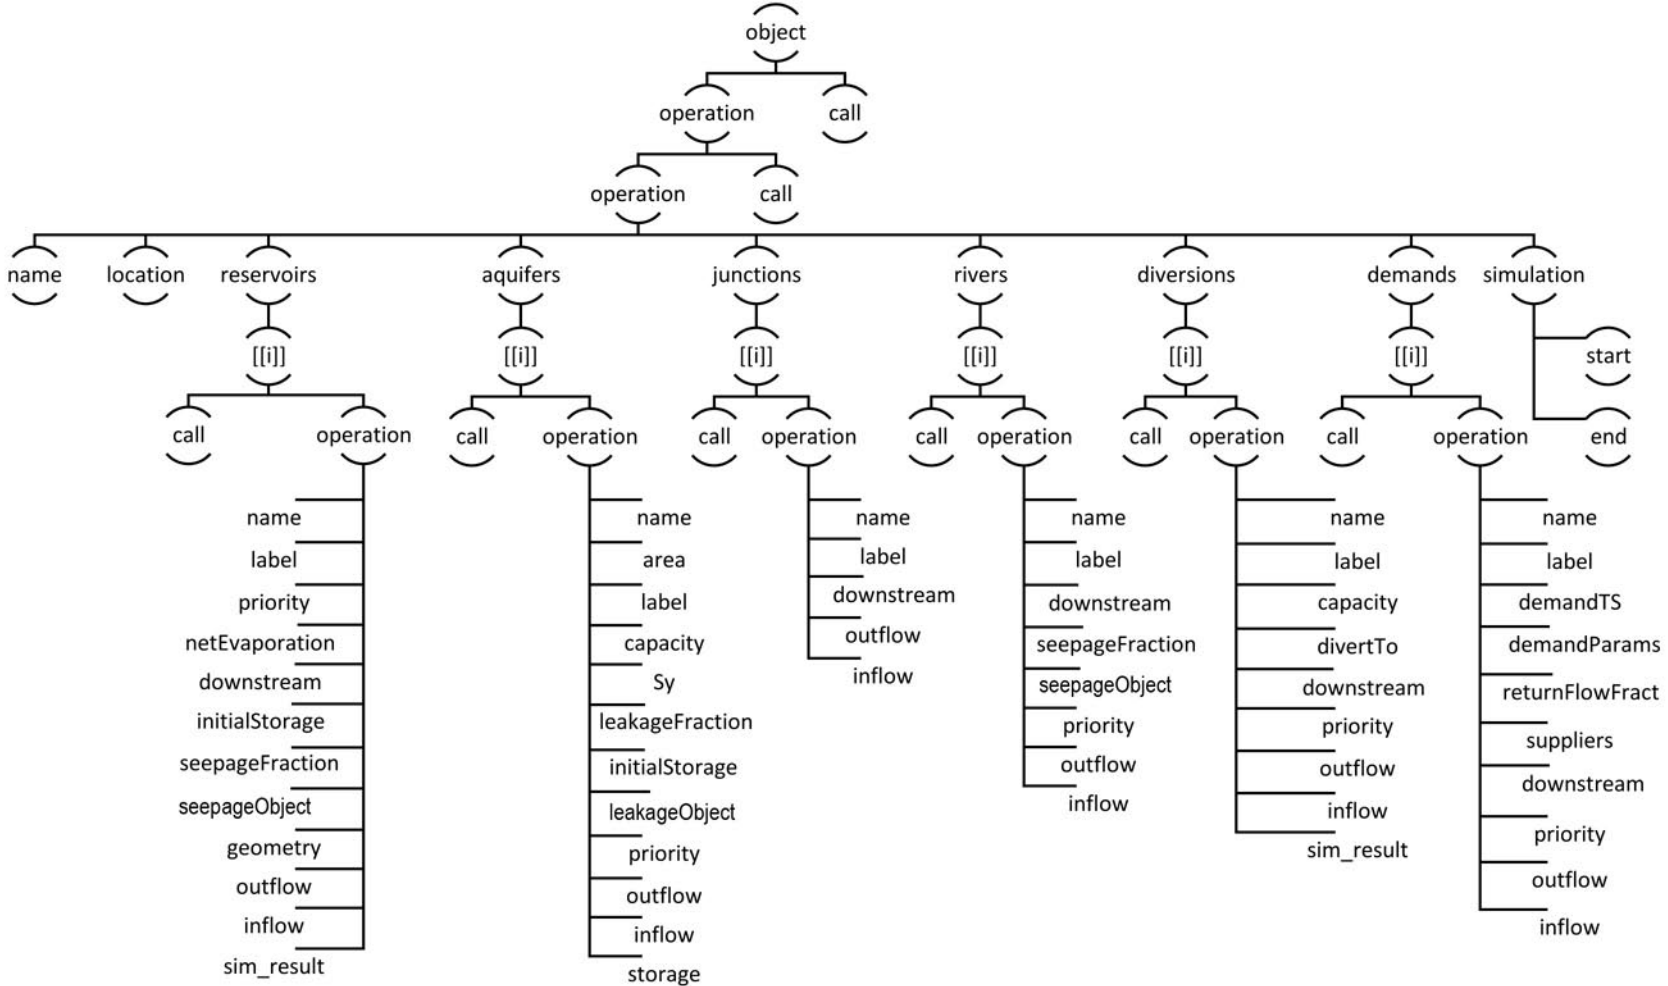 object
operation
call
operation
call
name
location
reservoirs
aquifers
junctions
rivers
diversions
demands
simulation
[[i]]
[[i]]
[[i]]
[[i]]
[[i]]
[[i]]
start
end
call
operation
call
operation
call
operation
call
operation
call
operation
call
operation
name
label
priority
netEvaporation
downstream
initialStorage
seepageFraction
seepageObject
geometry
outflow
inflow
sim_result
name
area
label
capacity
Sy
leakageFraction
initialStorage
leakageObject
priority
outflow
inflow
storage
name
label
downstream
outflow
inflow
name
label
downstream
seepageFraction
seepageObject
priority
outflow
inflow
name
label
capacity
divertTo
downstream
priority
outflow
inflow
sim_result
name
label
demandTS
demandParams
returnFlowFract
suppliers
downstream
priority
outflow
inflow